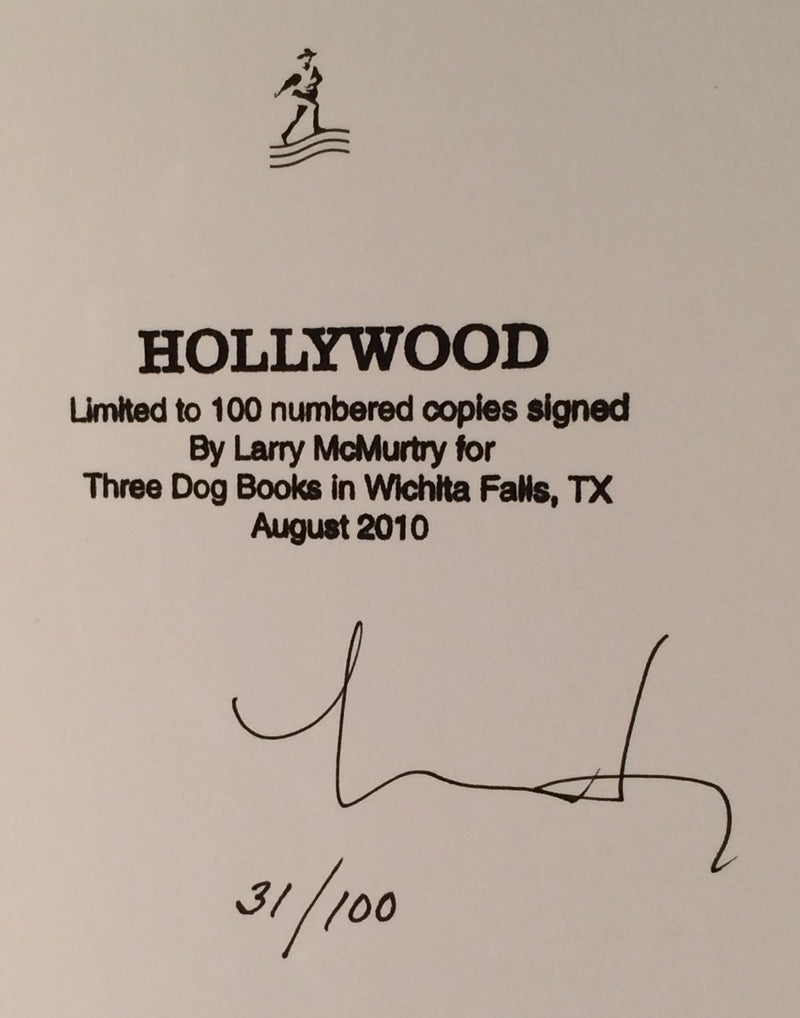 HOLLYWOOD
Limited to 100 numbered copies signed
By Larry McMurtry for
Three Dog Books in Wichita Falls, TX
August 2010
31/100